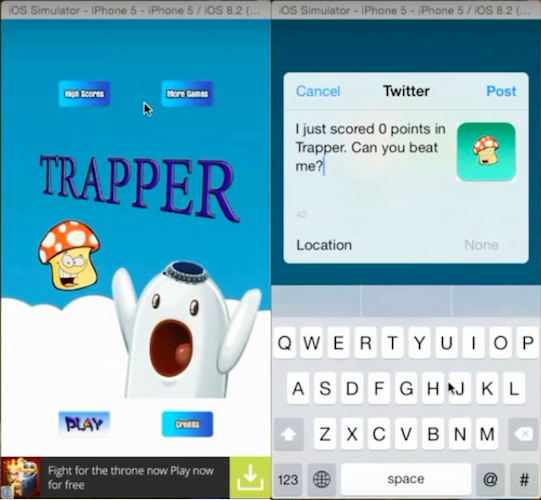 iOS Simulator - iPhone 5 - iPhone 5 / iOS 8.2 (...
High Scores
More Games
TRAPPER
PLAY
Credits
Fight for the throne now Play now
for free
iOS Simulator - iPhone 5 - iPhone 5 / iOS 8.2 (...
Cancel Twitter Post
I just scored 0 points in
Trapper. Can you beat
me?
42
Location None
Q W E R T Y U I O P
A S D F G H J K L
Z X C V B N M
123 space @ #